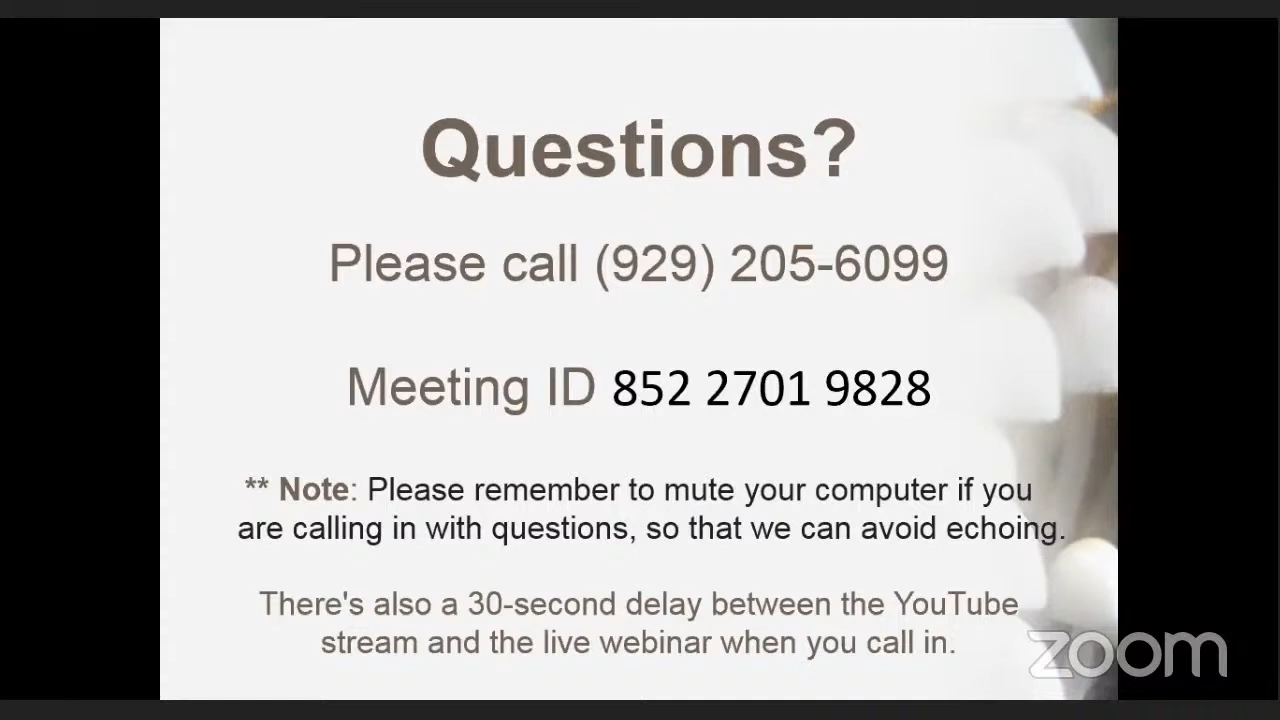 Questions?
Please call (929) 205-6099
Meeting ID 852 2701 9828
** Note: Please remember to mute your computer if you
are calling in with questions, so that we can avoid echoing.
There's also a 30-second delay between the YouTube
stream and the live webinar when you call in.
zoom